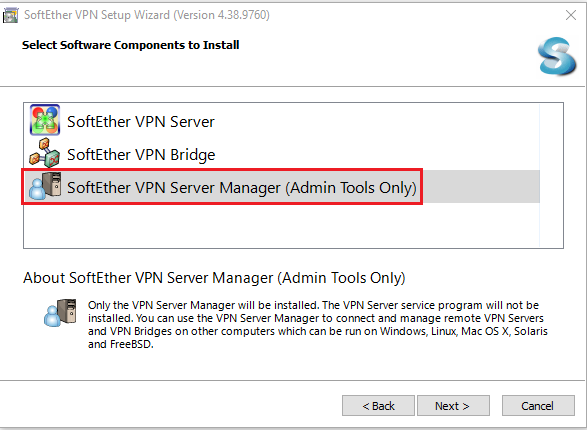 SoftEther VPN Setup Wizard (Version 4.38.9760)
Select Software Components to Install
SoftEther VPN Server
SoftEther VPN Bridge
SoftEther VPN Server Manager (Admin Tools Only)
About SoftEther VPN Server Manager (Admin Tools Only)
Only the VPN Server Manager will be installed. The VPN Server service program will not be
installed. You can use the VPN Server Manager to connect and manage remote VPN Servers
and VPN Bridges on other computers which can be run on Windows, Linux, Mac OS X, Solaris
and FreeBSD.
< Back
Next >
Cancel